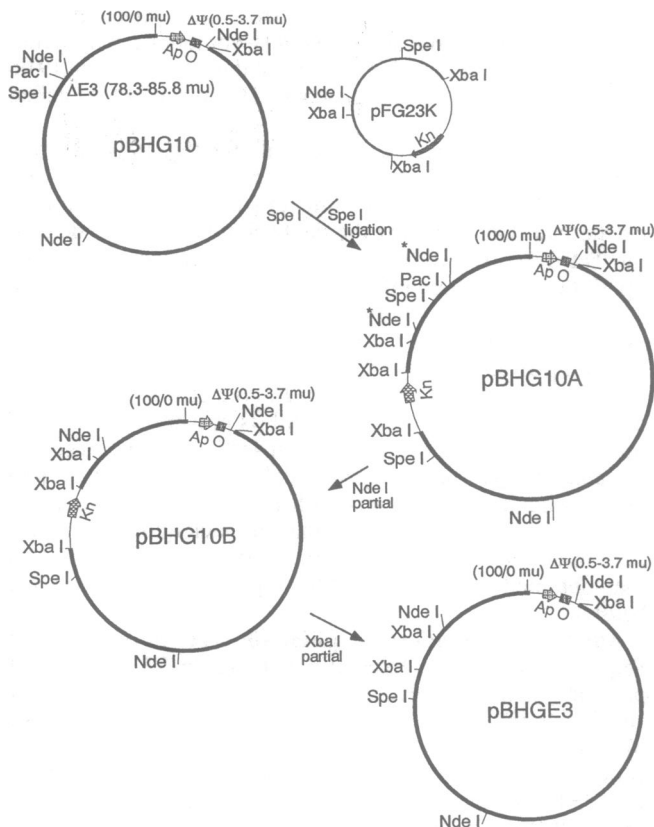 (100/0 mu)
ΔΨ(0.5-3.7 mu)
Nde I
Xba I
Ap O
Nde I
Pac I
Spe I
ΔE3 (78.3-85.8 mu)
pBHG10
Nde I
Spe I
Xba I
Nde I
Xba I
pFG23K
Kn
Xba I
Spe I
Spe I
ligation
(100/0 mu)
ΔΨ(0.5-3.7 mu)
Nde I
Xba I
Ap O
*Nde I
Pac I
Spe I
*Nde I
Xba I
Xba I
Kn
pBHG10A
Xba I
Spe I
Nde I
Nde I
partial
(100/0 mu)
ΔΨ(0.5-3.7 mu)
Nde I
Xba I
Ap O
Nde I
Xba I
Xba I
Kn
pBHG10B
Xba I
Spe I
Nde I
Xba I
partial
(100/0 mu)
ΔΨ(0.5-3.7 mu)
Nde I
Xba I
Ap O
Nde I
Xba I
Xba I
Spe I
pBHGE3
Nde I